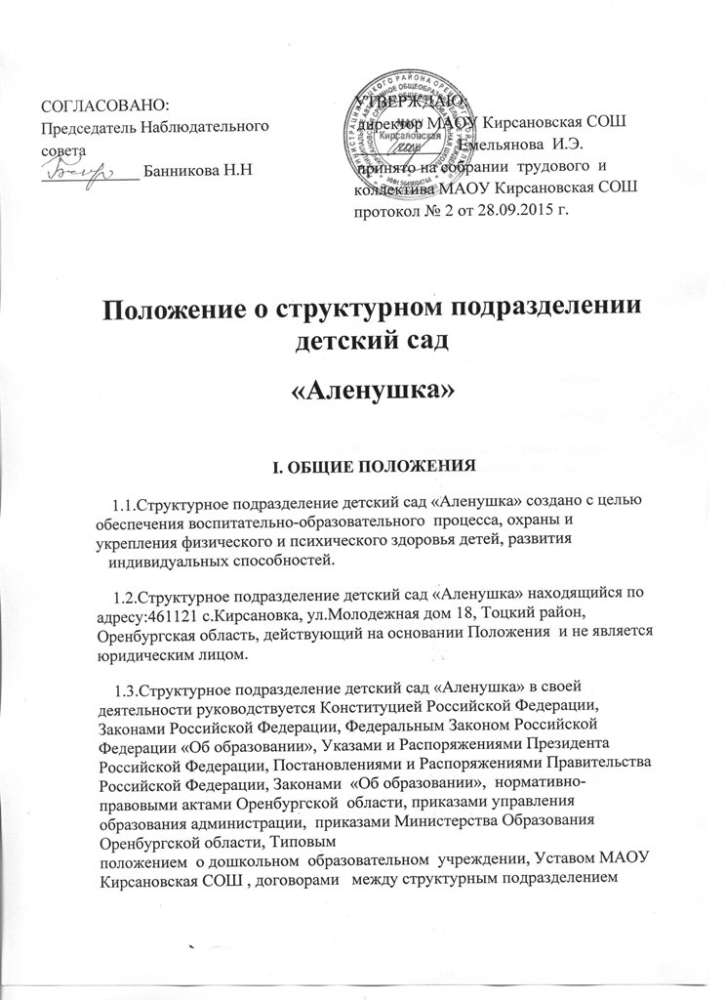 СОГЛАСОВАНО:
Председатель Наблюдательного
совета
____________ Банникова Н.Н
УТВЕРЖДАЮ:
директор МАОУ Кирсановская СОШ
Емельянова И.Э.
принято на собрании трудового и
коллектива МАОУ Кирсановская СОШ
протокол № 2 от 28.09.2015 г.
МАОУ
Кирсановская
СОШ
ИНН 5649004744
Положение о структурном подразделении
детский сад
«Аленушка»
I. ОБЩИЕ ПОЛОЖЕНИЯ
1.1.Структурное подразделение детский сад «Аленушка» создано с целью
обеспечения воспитательно-образовательного процесса, охраны и
укрепления физического и психического здоровья детей, развития
индивидуальных способностей.
1.2.Структурное подразделение детский сад «Аленушка» находящийся по
адресу:461121 с.Кирсановка, ул.Молодежная дом 18, Тоцкий район,
Оренбургская область, действующий на основании Положения и не является
юридическим лицом.
1.3.Структурное подразделение детский сад «Аленушка» в своей
деятельности руководствуется Конституцией Российской Федерации,
Законами Российской Федерации, Федеральным Законом Российской
Федерации «Об образовании», Указами и Распоряжениями Президента
Российской Федерации, Постановлениями и Распоряжениями Правительства
Российской Федерации, Законами «Об образовании», нормативно-
правовыми актами Оренбургской области, приказами управления
образования администрации, приказами Министерства Образования
Оренбургской области, Типовым
положением о дошкольном образовательном учреждении, Уставом МАОУ
Кирсановская СОШ , договорами между структурным подразделением